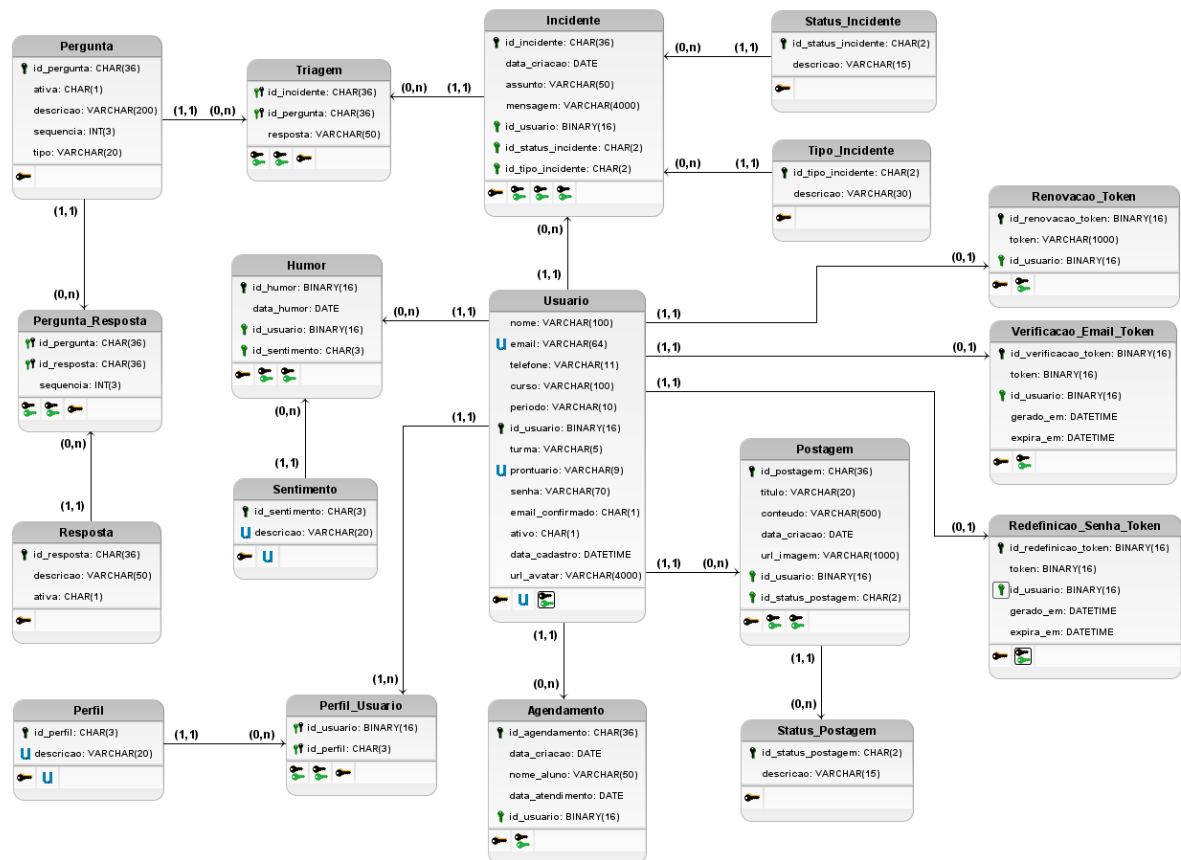 Pergunta
id_pergunta: CHAR(36)
ativa: CHAR(1)
descricao: VARCHAR(200)
sequencia: INT(3)
tipo: VARCHAR(20)
(1,1)
(0,n)
Triagem
id_incidente: CHAR(36)
id_pergunta: CHAR(36)
resposta: VARCHAR(50)
(0,n)
(1,1)
Incidente
id_incidente: CHAR(36)
data_criacao: DATE
assunto: VARCHAR(50)
mensagem: VARCHAR(4000)
id_usuario: BINARY(16)
id_status_incidente: CHAR(2)
id_tipo_incidente: CHAR(2)
(0,n)
(1,1)
Status_Incidente
id_status_incidente: CHAR(2)
descricao: VARCHAR(15)
(0,n)
(1,1)
Tipo_Incidente
id_tipo_incidente: CHAR(2)
descricao: VARCHAR(30)
(1,1)
(0,n)
Pergunta_Resposta
id_pergunta: CHAR(36)
id_resposta: CHAR(36)
sequencia: INT(3)
(0,n)
(1,1)
Resposta
id_resposta: CHAR(36)
descricao: VARCHAR(50)
ativa: CHAR(1)
Humor
id_humor: BINARY(16)
data_humor: DATE
id_usuario: BINARY(16)
id_sentimento: CHAR(3)
(0,n)
(1,1)
(0,n)
(1,1)
Sentimento
id_sentimento: CHAR(3)
u descricao: VARCHAR(20)
u
(0,n)
(1,1)
Usuario
nome: VARCHAR(100)
u email: VARCHAR(64)
telefone: VARCHAR(11)
curso: VARCHAR(100)
periodo: VARCHAR(10)
id_usuario: BINARY(16)
turma: VARCHAR(5)
u prontuario: VARCHAR(9)
senha: VARCHAR(70)
email_confirmado: CHAR(1)
ativo: CHAR(1)
data_cadastro: DATETIME
url_avatar: VARCHAR(4000)
u
(1,1)
(0,1)
Renovacao_Token
id_renovacao_token: BINARY(16)
token: VARCHAR(1000)
id_usuario: BINARY(16)
(1,1)
(0,1)
Verificacao_Email_Token
id_verificacao_token: BINARY(16)
token: BINARY(16)
id_usuario: BINARY(16)
gerado_em: DATETIME
expira_em: DATETIME
(1,1)
(0,1)
Redefinicao_Senha_Token
id_redefinicao_token: BINARY(16)
token: BINARY(16)
id_usuario: BINARY(16)
gerado_em: DATETIME
expira_em: DATETIME
(1,1)
(0,n)
Postagem
id_postagem: CHAR(36)
titulo: VARCHAR(20)
conteudo: VARCHAR(500)
data_criacao: DATE
url_imagem: VARCHAR(1000)
id_usuario: BINARY(16)
id_status_postagem: CHAR(2)
(1,1)
(0,n)
Status_Postagem
id_status_postagem: CHAR(2)
descricao: VARCHAR(15)
(1,1)
(1,n)
Perfil
id_perfil: CHAR(3)
u descricao: VARCHAR(20)
u
(1,1)
(0,n)
Perfil_Usuario
id_usuario: BINARY(16)
id_perfil: CHAR(3)
(1,1)
(0,n)
Agendamento
id_agendamento: CHAR(36)
data_criacao: DATE
nome_aluno: VARCHAR(50)
data_atendimento: DATE
id_usuario: BINARY(16)